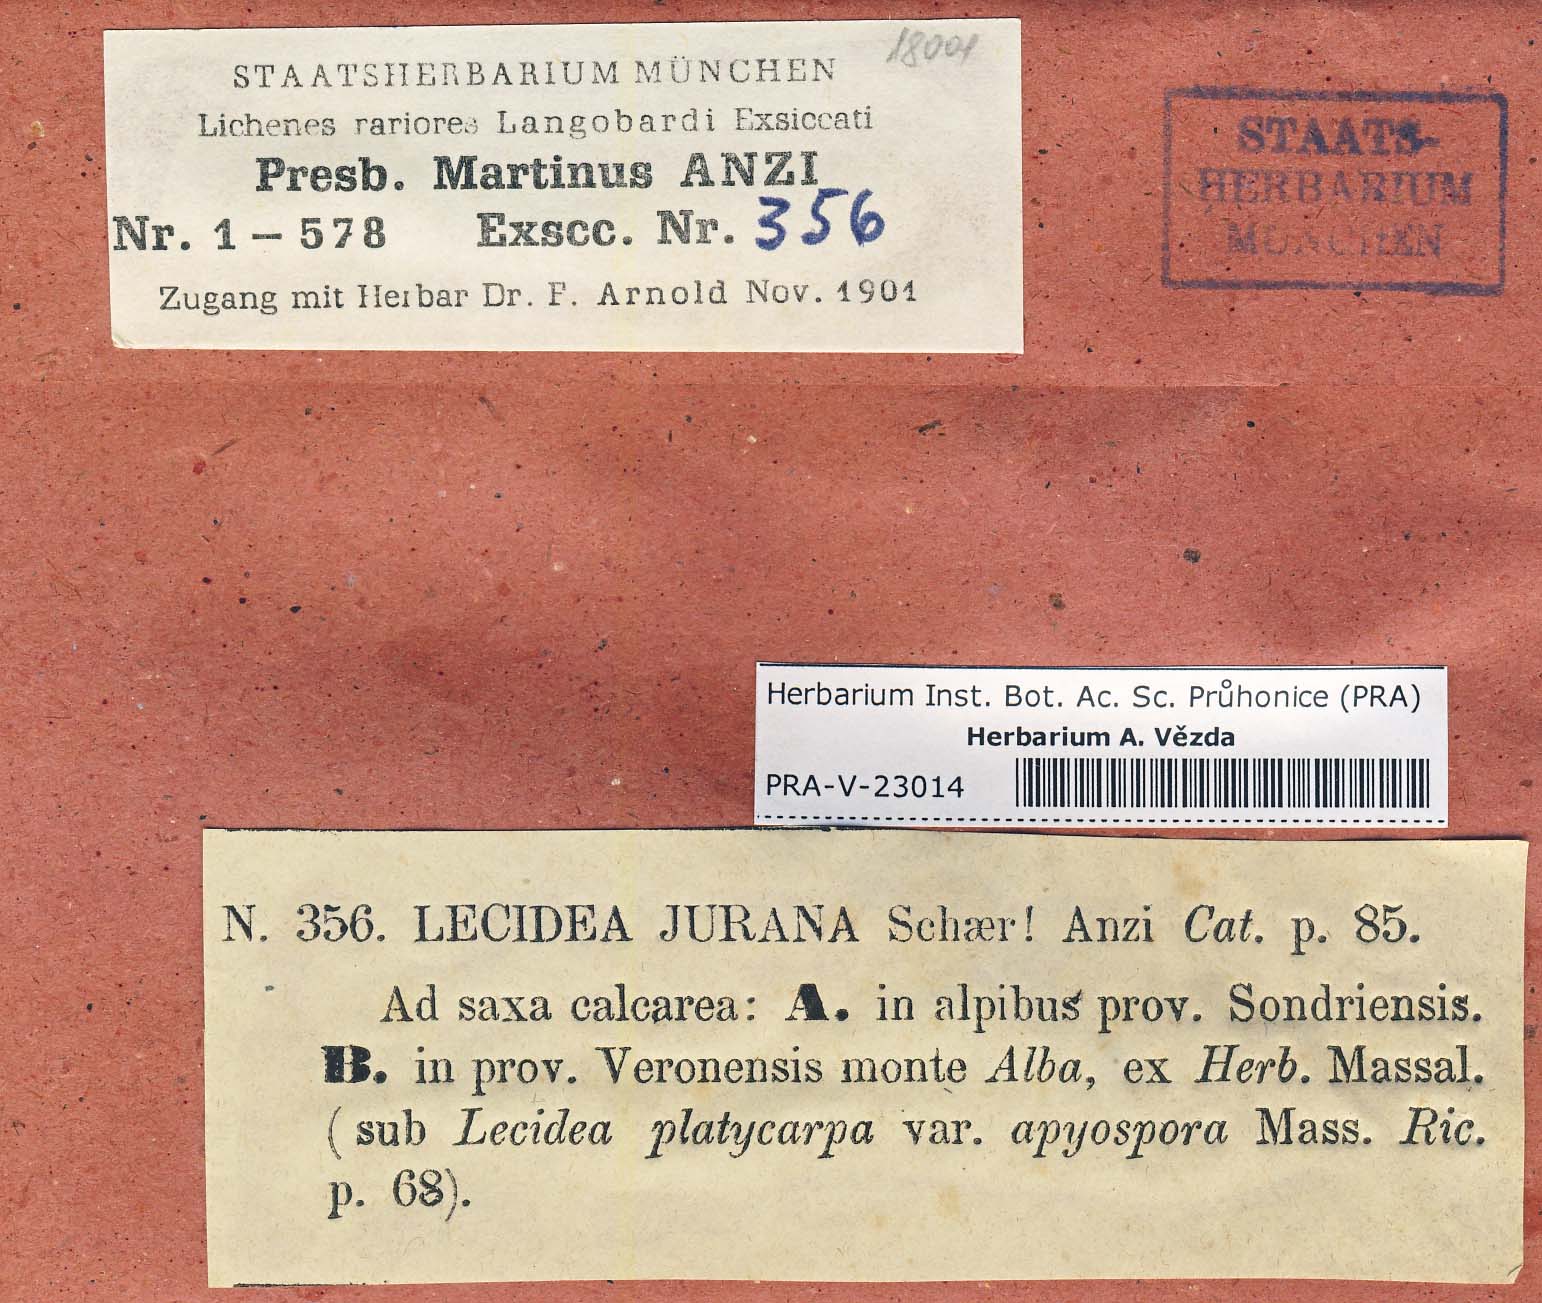 18001
STAATSHERBARIUM MÜNCHEN
Lichenes rariores Langobardi Exsiccati
Presb. Martinus ANZI
Nr. 1 – 578 Exscc. Nr. 356
Zugang mit Herbar Dr. F. Arnold Nov. 1901
STAATS-
HERBARIUM
MÜNCHEN
Herbarium Inst. Bot. Ac. Sc. Průhonice (PRA)
Herbarium A. Vězda
PRA-V-23014
N. 356. LECIDEA JURANA Schær! Anzi Cat. p. 85.
Ad saxa calcarea: A. in alpibus prov. Sondriensis.
B. in prov. Veronensis monte Alba, ex Herb. Massal.
(sub Lecidea platycarpa var. apyospora Mass. Ric.
p. 68).